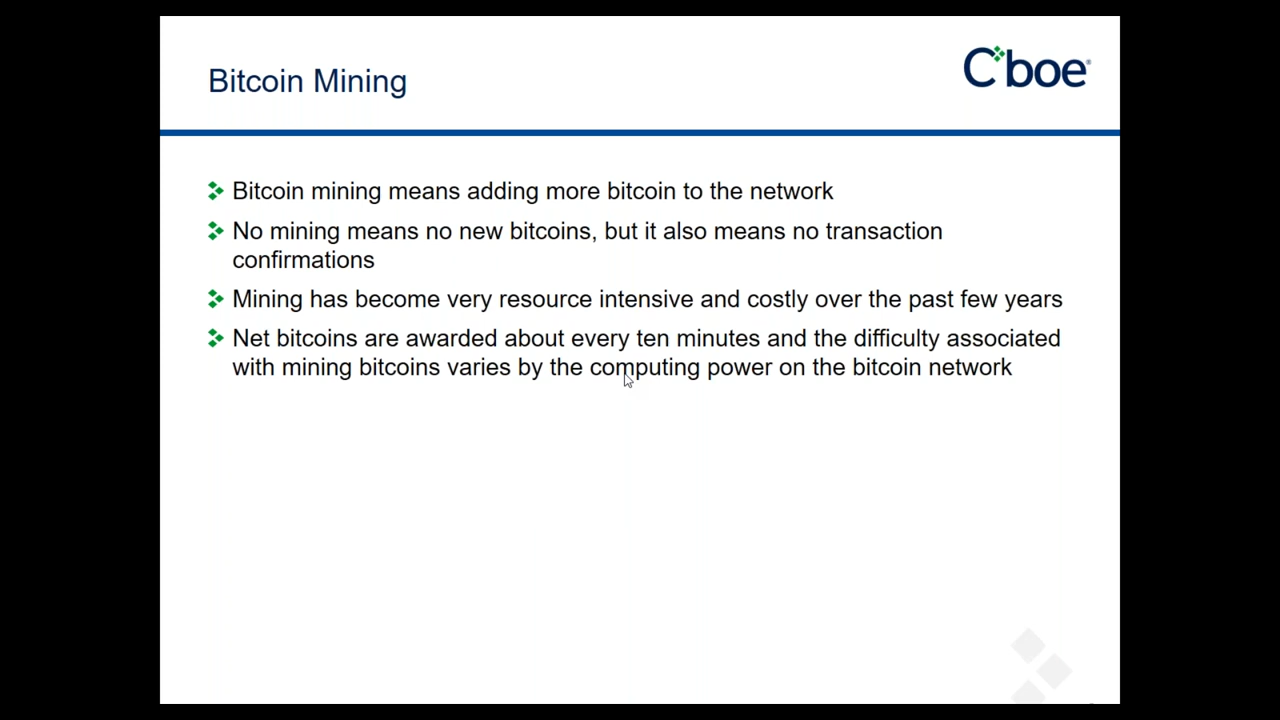 Bitcoin Mining
Cboe®
Bitcoin mining means adding more bitcoin to the network
No mining means no new bitcoins, but it also means no transaction
confirmations
Mining has become very resource intensive and costly over the past few years
Net bitcoins are awarded about every ten minutes and the difficulty associated
with mining bitcoins varies by the computing power on the bitcoin network